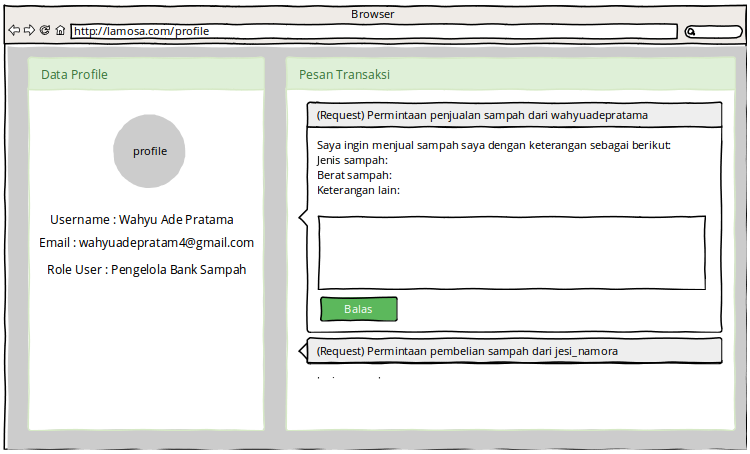 Browser
http://lamosa.com/profile
Data Profile
profile
Username : Wahyu Ade Pratama
Email : wahyuadepratam4@gmail.com
Role User : Pengelola Bank Sampah
Pesan Transaksi
(Request) Permintaan penjualan sampah dari wahyuadepratama
Saya ingin menjual sampah saya dengan keterangan sebagai berikut:
Jenis sampah:
Berat sampah:
Keterangan lain:
Balas
(Request) Permintaan pembelian sampah dari jesi_namora